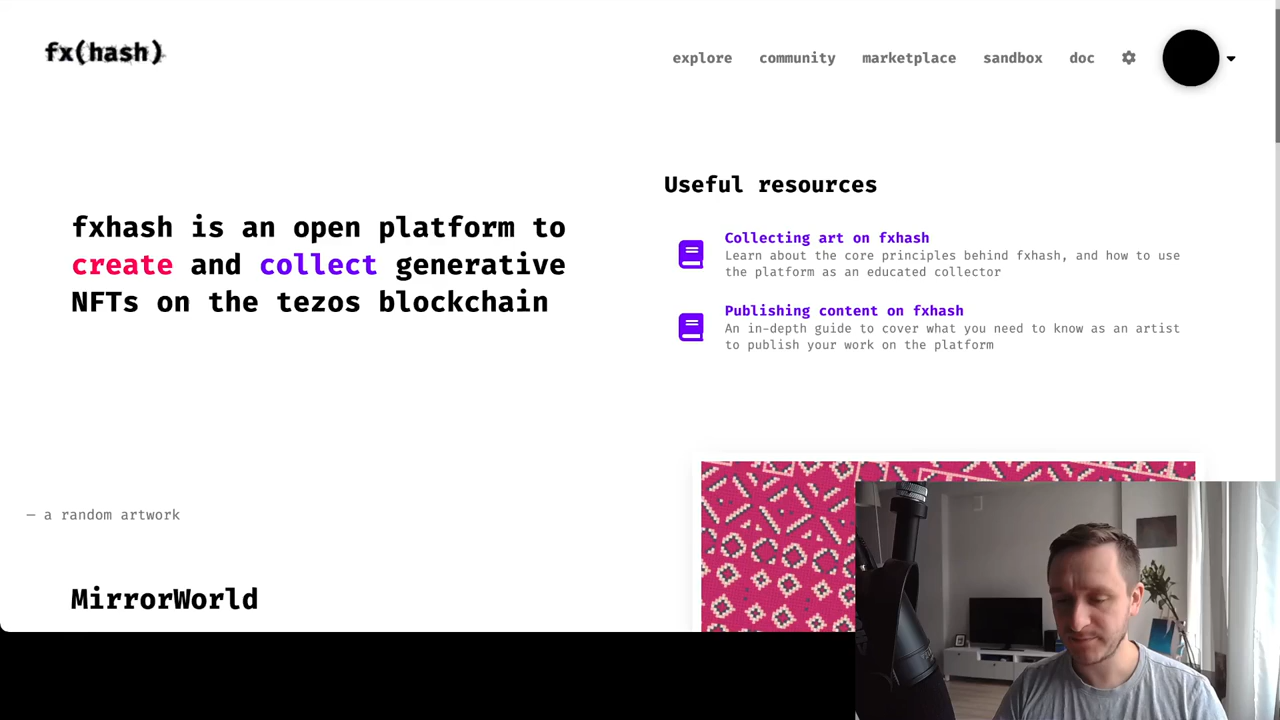 fx(hash)
explore community marketplace sandbox doc
fxhash is an open platform to
create and collect generative
NFTs on the tezos blockchain
Useful resources
Collecting art on fxhash
Learn about the core principles behind fxhash, and how to use
the platform as an educated collector
Publishing content on fxhash
An in-depth guide to cover what you need to know as an artist
to publish your work on the platform
— a random artwork
MirrorWorld